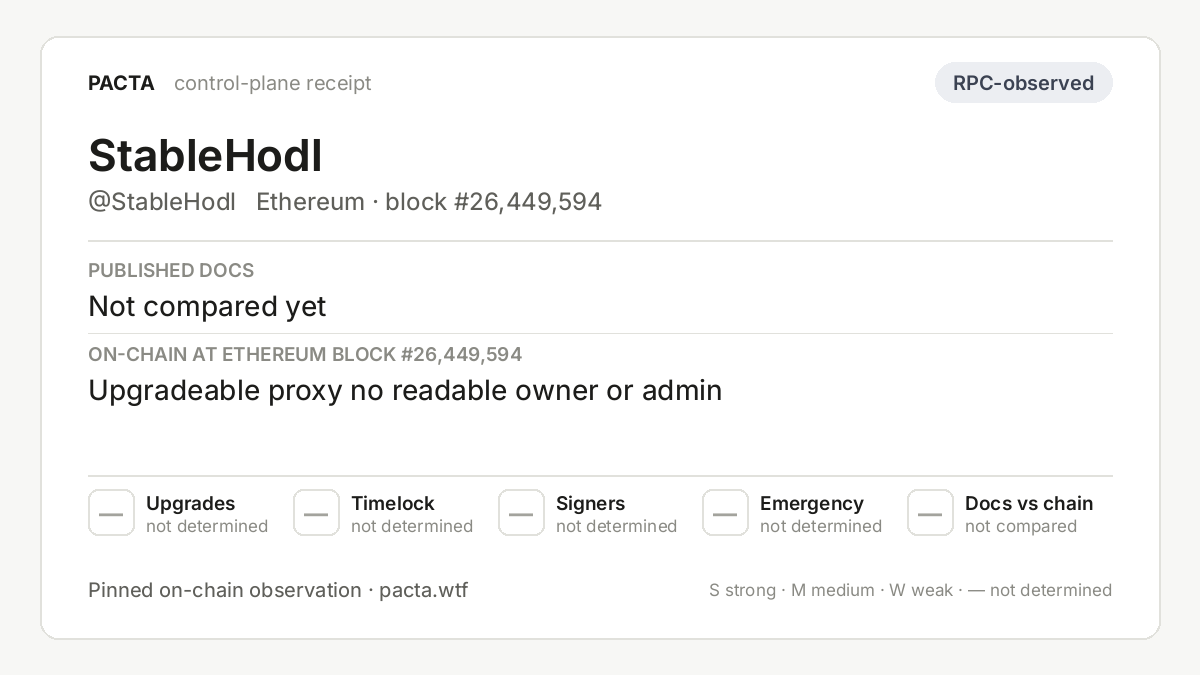 PACTA control-plane receipt RPC-observed
StableHodl
@StableHodl Ethereum · block #26,449,594
PUBLISHED DOCS
Not compared yet
ON-CHAIN AT ETHEREUM BLOCK #26,449,594
Upgradeable proxy no readable owner or admin
— Upgrades — Timelock — Signers — Emergency — Docs vs chain
not determined not determined not determined not determined not compared
Pinned on-chain observation · pacta.wtf S strong · M medium · W weak · — not determined